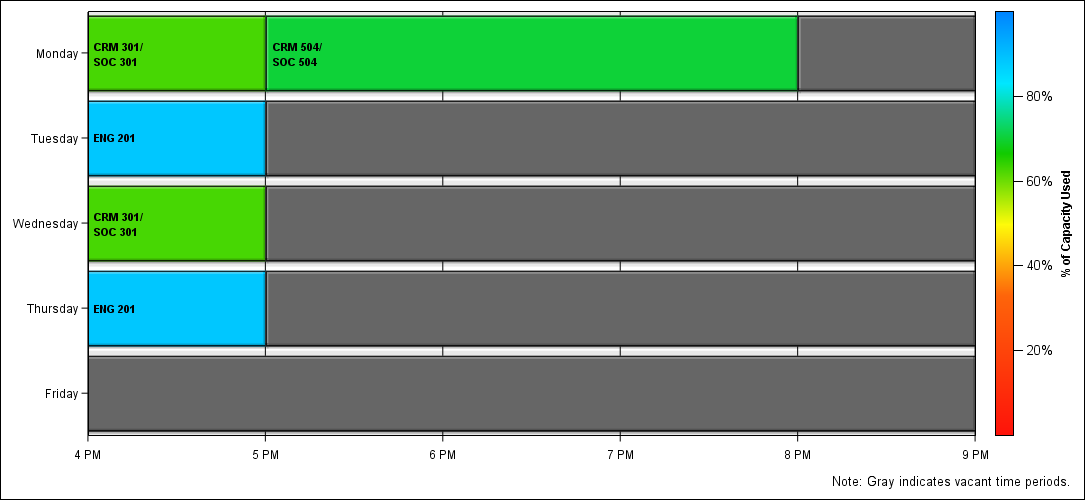 Monday
CRM 301/
SOC 301
CRM 504/
SOC 504
Tuesday
ENG 201
Wednesday
CRM 301/
SOC 301
Thursday
ENG 201
Friday
4 PM
5 PM
6 PM
7 PM
8 PM
9 PM
80%
60%
40%
20%
% of Capacity Used
Note: Gray indicates vacant time periods.